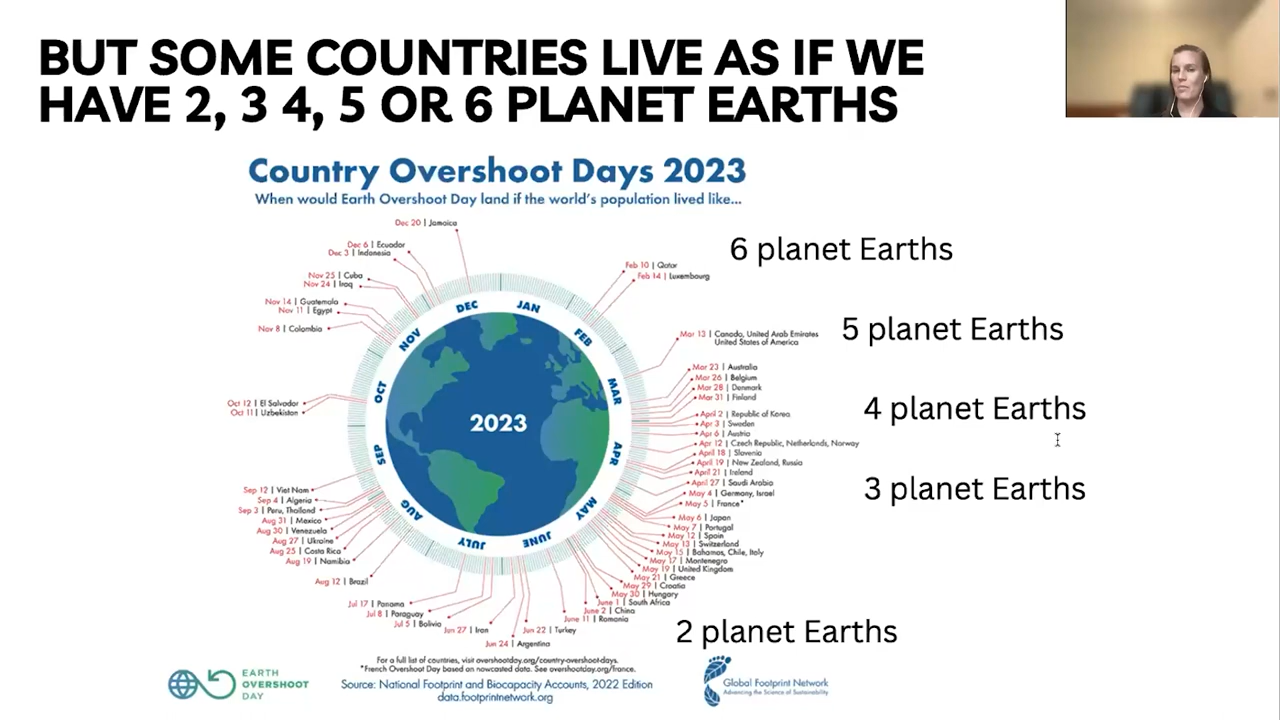 BUT SOME COUNTRIES LIVE AS IF WE
HAVE 2, 3 4, 5 OR 6 PLANET EARTHS
Country Overshoot Days 2023
When would Earth Overshoot Day land if the world's population lived like...
Dec 20 | Jamaica
Dec 6 | Ecuador
Dec 3 | Indonesia
Nov 25 | Cuba
Nov 24 | Iraq
Nov 14 | Guatemala
Nov 11 | Egypt
Nov 8 | Colombia
Oct 12 | El Salvador
Oct 11 | Uzbekistan
Sep 12 | Viet Nam
Sep 4 | Algeria
Sep 3 | Peru, Thailand
Aug 31 | Mexico
Aug 30 | Venezuela
Aug 27 | Ukraine
Aug 25 | Costa Rica
Aug 19 | Namibia
Aug 12 | Brazil
Jul 17 | Panama
Jul 8 | Paraguay
Jul 5 | Bolivia
Jun 27 | Iran
Jun 24 | Argentina
Jun 22 | Turkey
JAN
FEB
MAR
APR
MAY
JUNE
JULY
AUG
SEP
OCT
NOV
DEC
2023
Feb 10 | Qatar
Feb 14 | Luxembourg
Mar 13 | Canada, United Arab Emirates
United States of America
Mar 23 | Australia
Mar 26 | Belgium
Mar 28 | Denmark
Mar 31 | Finland
April 2 | Republic of Korea
Apr 3 | Sweden
Apr 6 | Austria
Apr 12 | Czech Republic, Netherlands, Norway
April 18 | Slovenia
April 19 | New Zealand, Russia
April 21 | Ireland
April 27 | Saudi Arabia
May 4 | Germany, Israel
May 5 | France*
May 6 | Japan
May 7 | Portugal
May 12 | Spain
May 13 | Switzerland
May 15 | Bahamas, Chile, Italy
May 17 | Montenegro
May 19 | United Kingdom
May 21 | Greece
May 29 | Croatia
May 30 | Hungary
June 1 | South Africa
June 2 | China
June 11 | Romania
6 planet Earths
5 planet Earths
4 planet Earths
3 planet Earths
2 planet Earths
For a full list of countries, visit overshootday.org/country-overshoot-days.
*French Overshoot Day based on nowcasted data. See overshootday.org/france.
Source: National Footprint and Biocapacity Accounts, 2022 Edition
data.footprintnetwork.org
EARTH
OVERSHOOT
DAY
Global Footprint Network
Advancing the Science of Sustainability